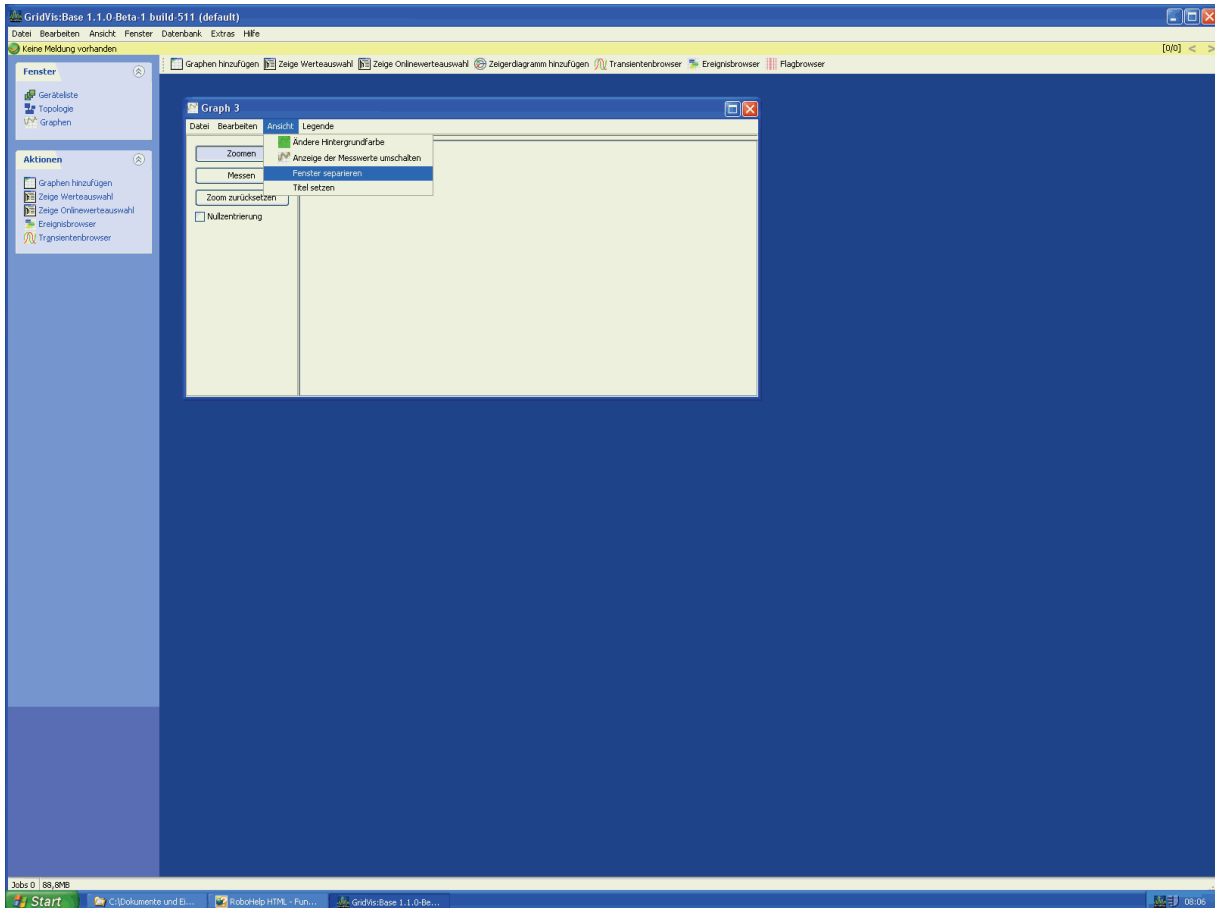 GridVis:Base 1.1.0-Beta-1 build-511 (default)
Datei Bearbeiten Ansicht Fenster Datenbank Extras Hilfe
Keine Meldung vorhanden [0/0] < >
Graphen hinzufügen Zeige Werteauswahl Zeige Onlinewerteauswahl Zeigerdiagramm hinzufügen Transientenbrowser Ereignisbrowser Flagbrowser
Fenster
Geräteliste
Topologie
Graphen
Aktionen
Graphen hinzufügen
Zeige Werteauswahl
Zeige Onlinewerteauswahl
Ereignisbrowser
Transientenbrowser
Graph 3
Datei Bearbeiten Ansicht Legende
Ändere Hintergrundfarbe
Anzeige der Messwerte umschalten
Fenster separieren
Titel setzen
Zoomen
Messen
Zoom zurücksetzen
Nullzentrierung
Jobs 0 88,8MB
Start C:\Dokumente und Ei... RoboHelp HTML - Fun... GridVis:Base 1.1.0-Be... 08:06